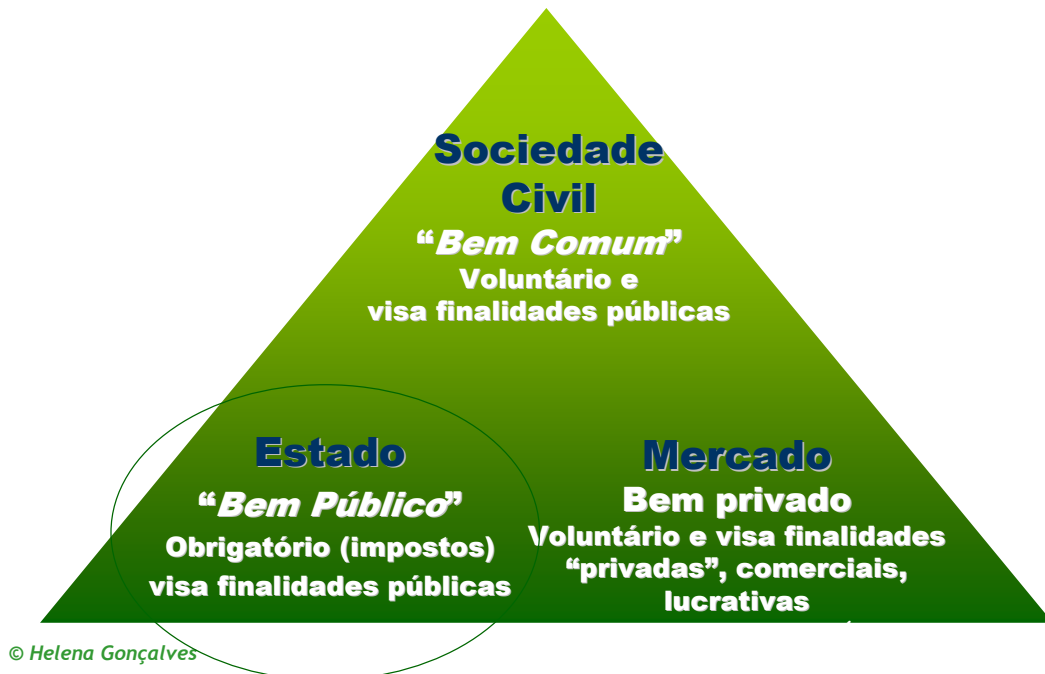 Sociedade
Civil
“Bem Comum”
Voluntário e
visa finalidades públicas
Estado
“Bem Público”
Obrigatório (impostos)
visa finalidades públicas
Mercado
Bem privado
Voluntário e visa finalidades
“privadas”, comerciais,
lucrativas
© Helena Gonçalves